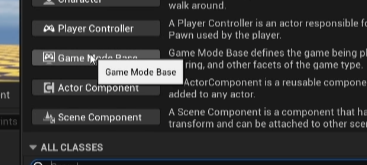 walk around.
Player Controller
A Player Controller is an actor responsible fo
Pawn used by the player.
Game Mode Base
Game Mode Base defines the game being pl
ring, and other facets of the game type.
Game Mode Base
Actor Component
ActorComponent is a reusable compone
added to any actor.
Scene Component
A Scene Component is a component that ha
transform and can be attached to other sce
ALL CLASSES